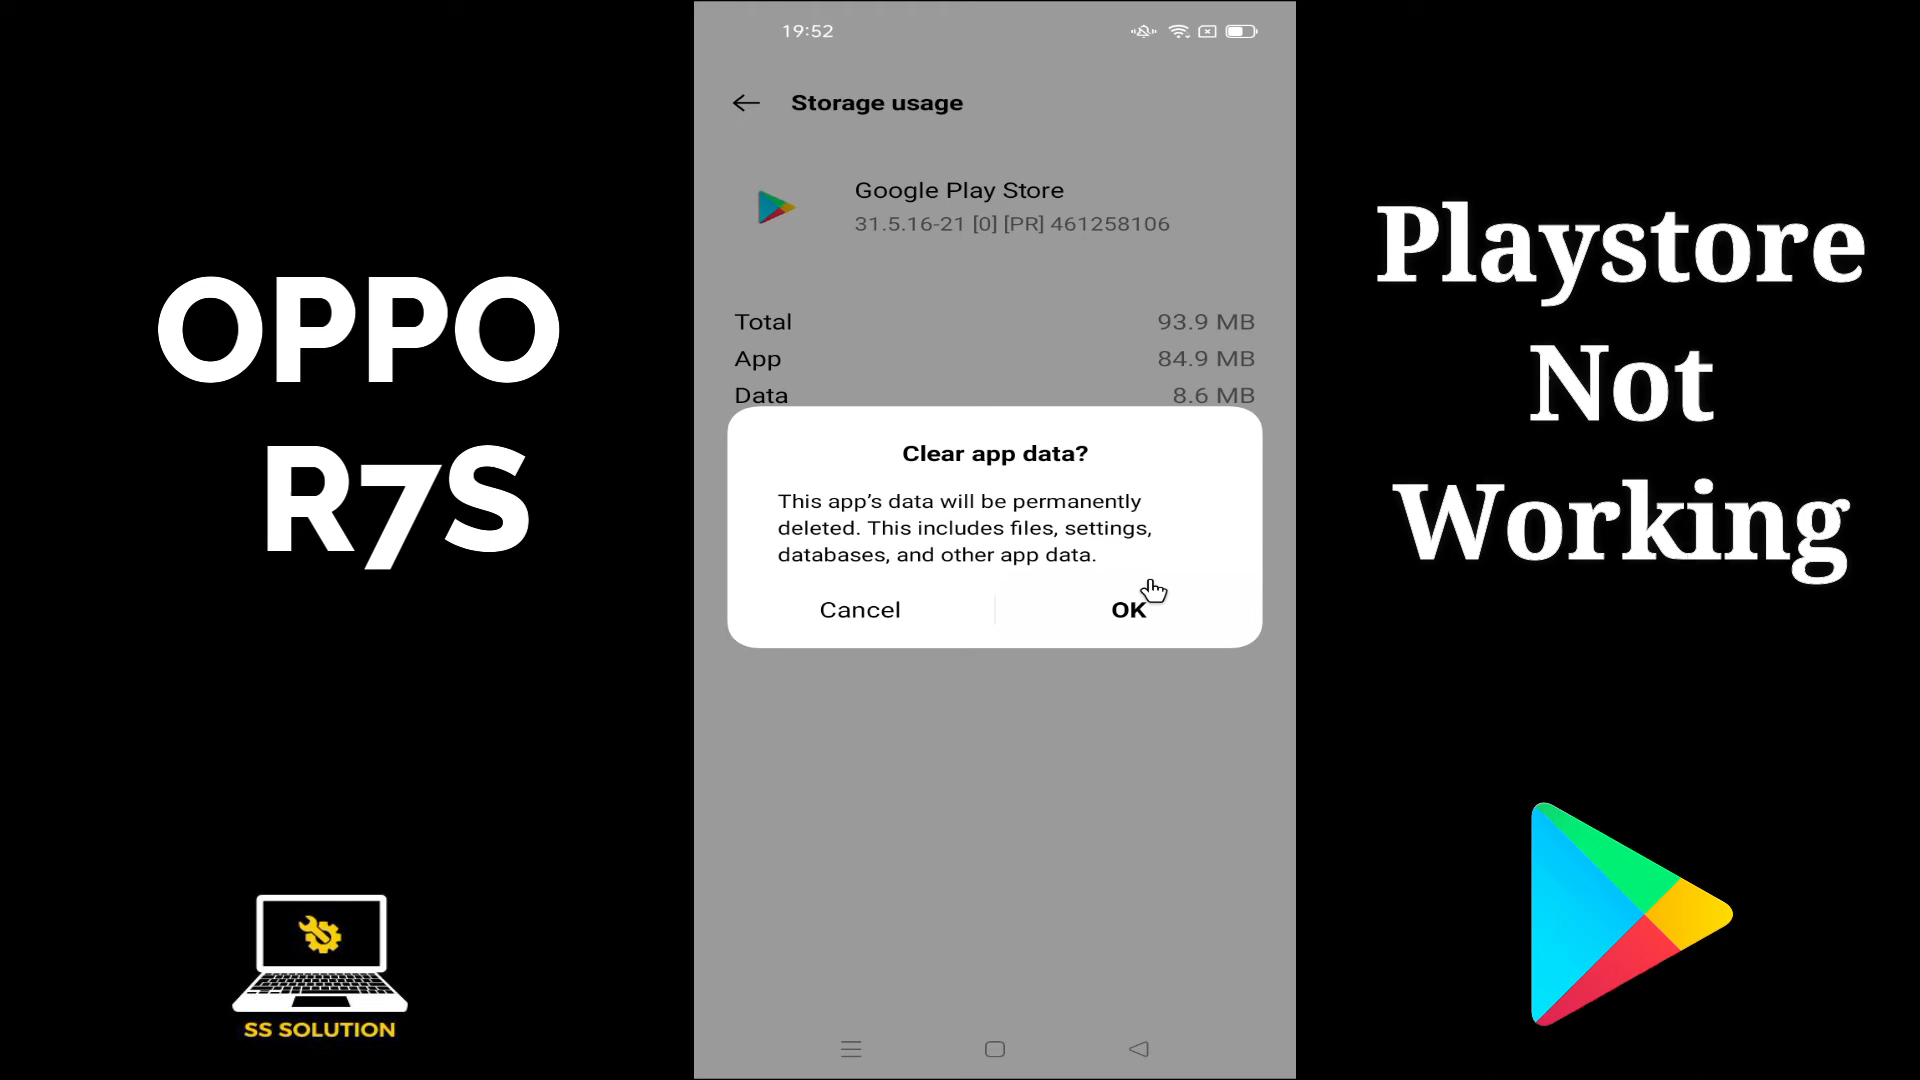 OPPO
R7S
SS SOLUTION
19:52
Storage usage
Google Play Store
31.5.16-21 [0] [PR] 461258106
Total 93.9 MB
App 84.9 MB
Data 8.6 MB
Clear app data?
This app’s data will be permanently
deleted. This includes files, settings,
databases, and other app data.
Cancel OK
Playstore
Not
Working